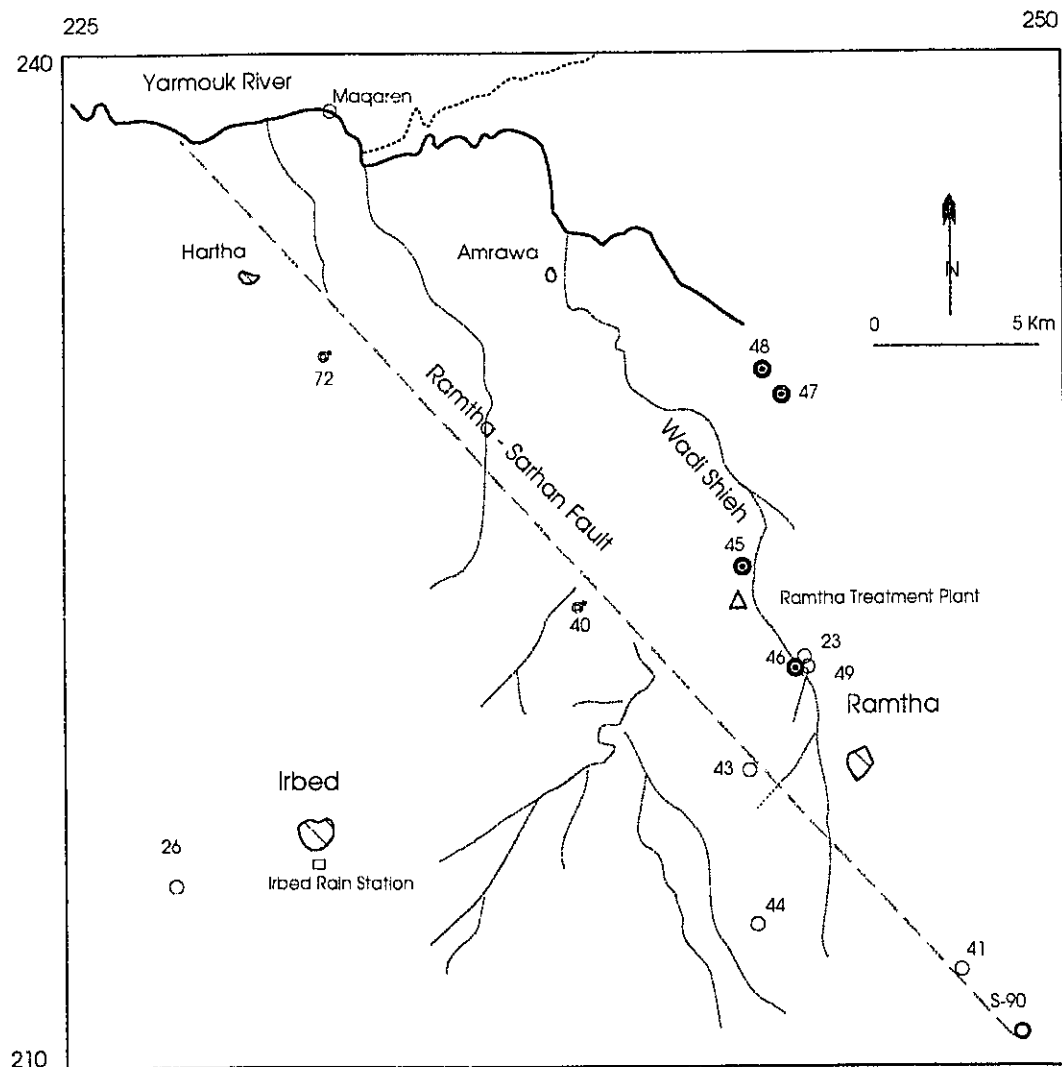 225
250
240
Yarmouk River
Maqaren
Hartha
Amrawa
N
0 5 Km
48
47
72
Ramtha - Sarhan Fault
Wadi Shieh
45
Ramtha Treatment Plant
40
23
46
49
Ramtha
43
Irbed
26
Irbed Rain Station
44
41
S-90
210